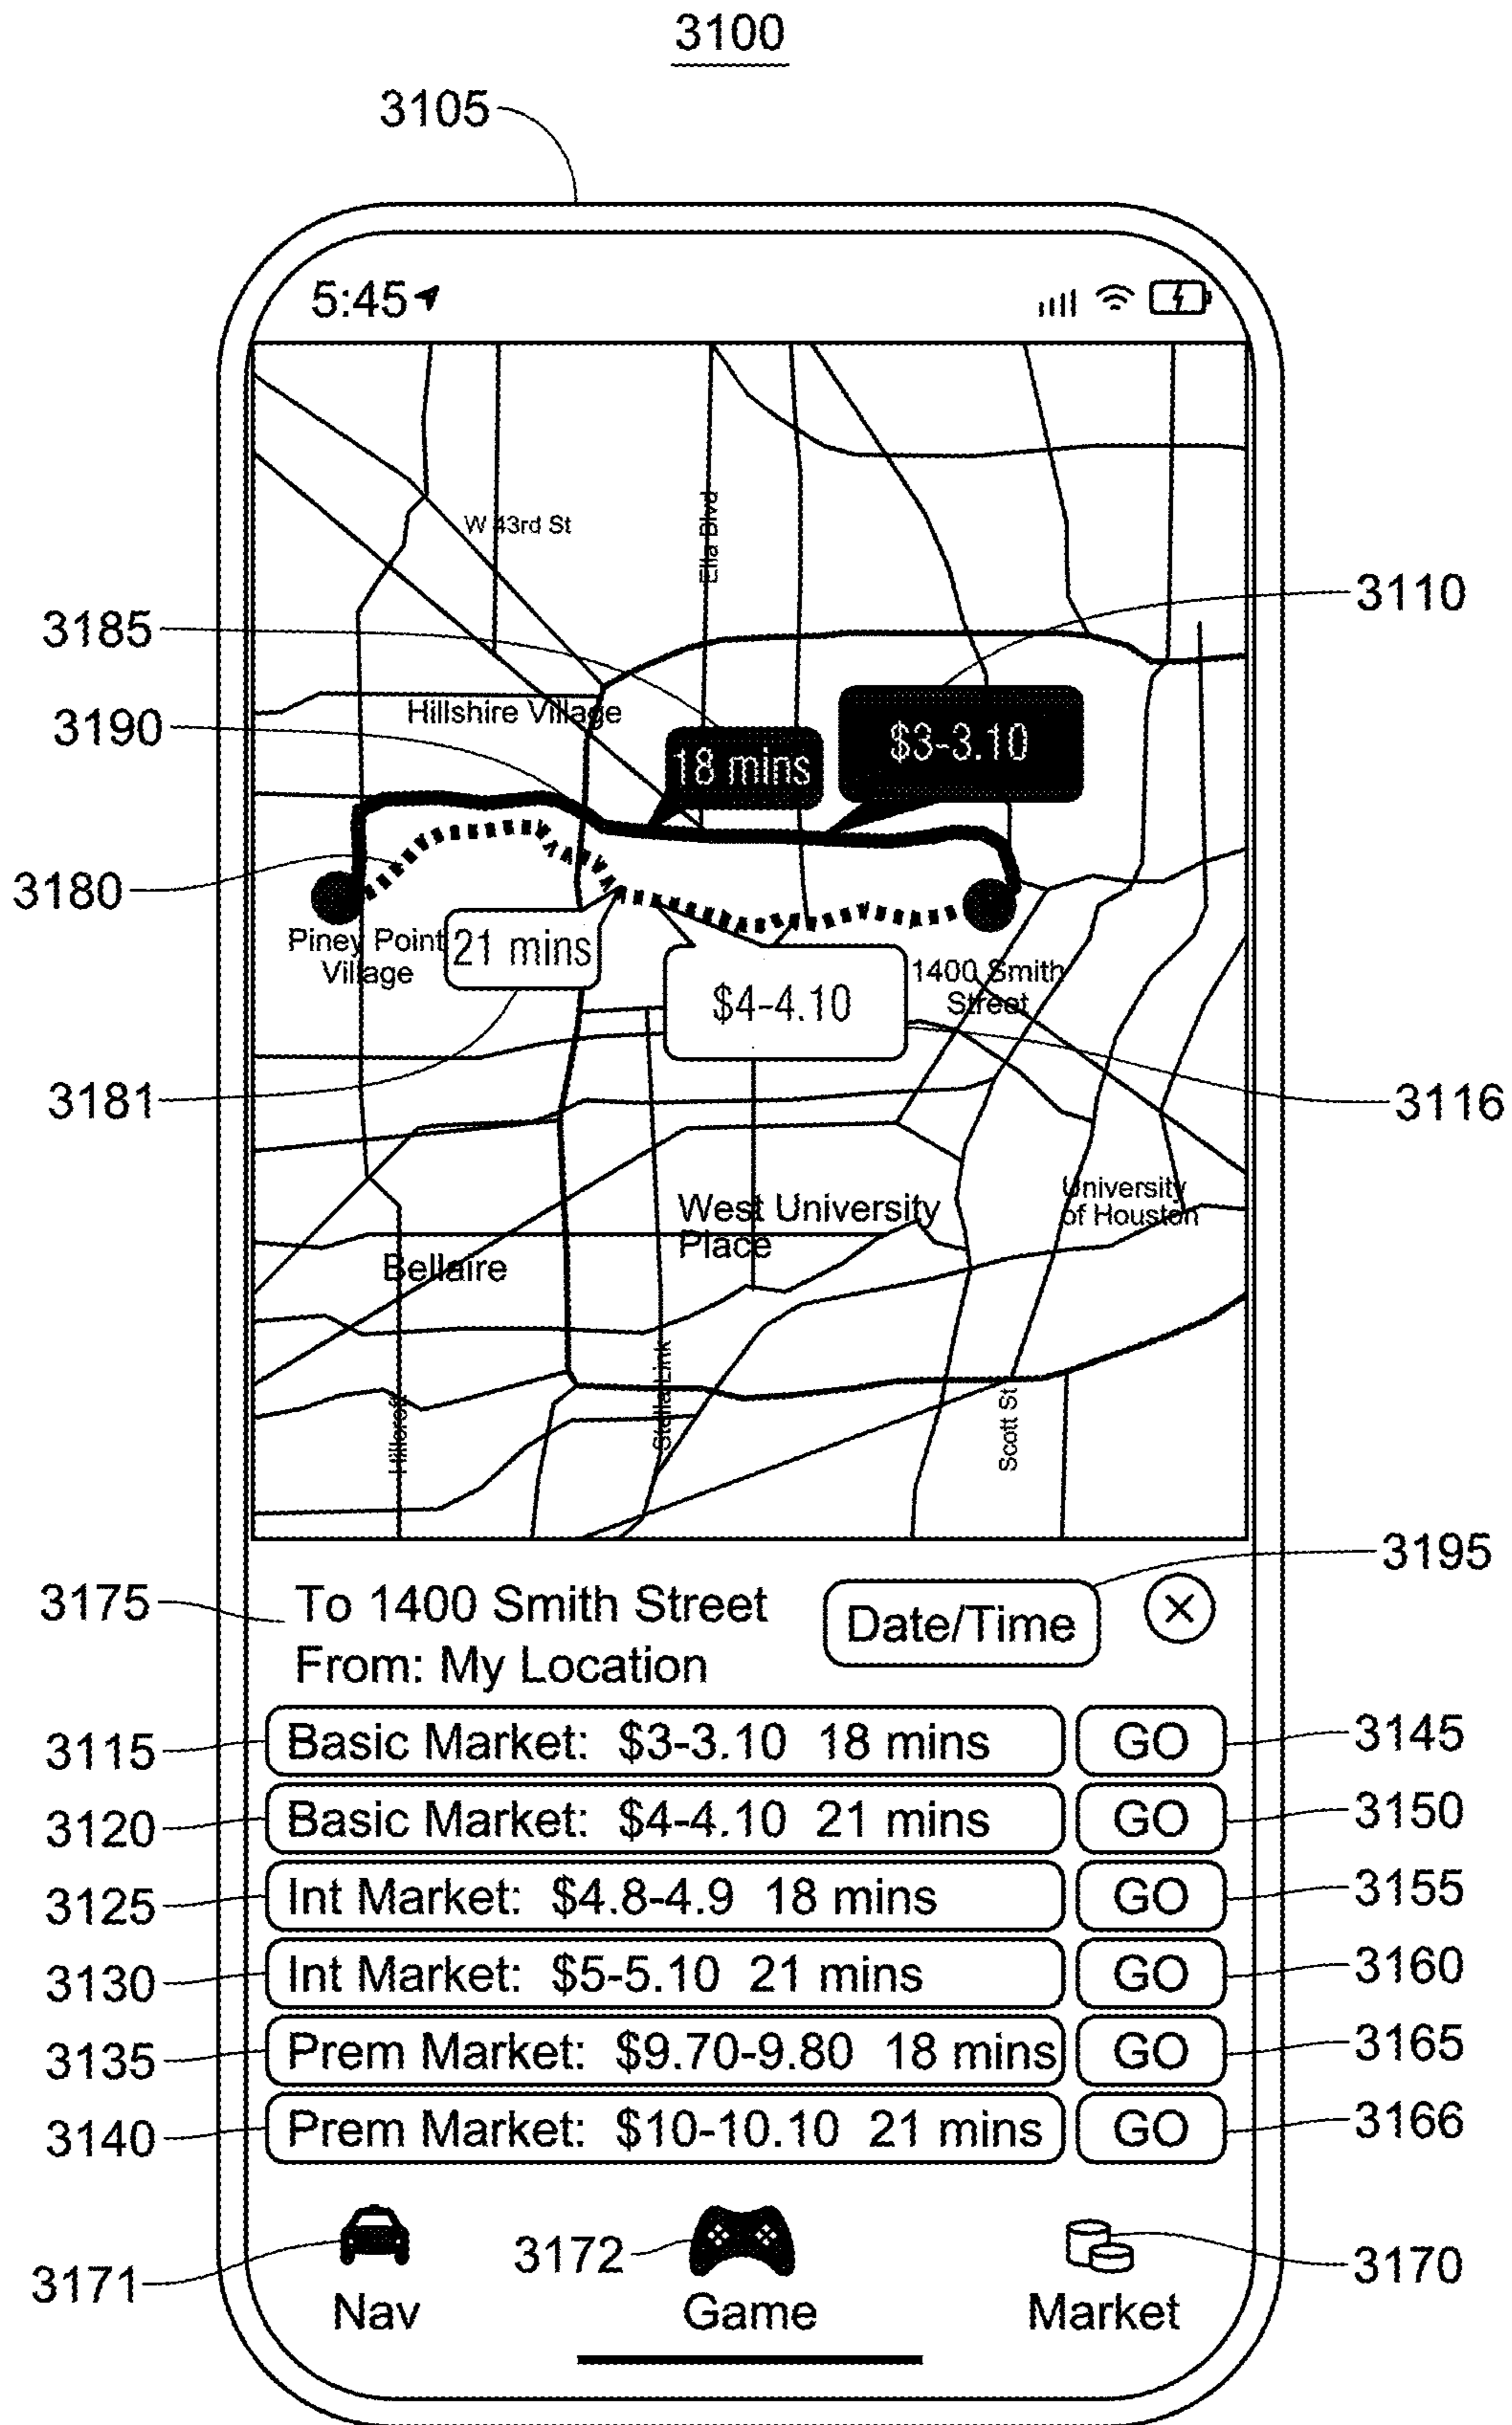 3100
3105
5:45
W 43rd St
Ella Blvd
3110
3185
Hillshire Village
3190
18 mins
$3-3.10
3180
Piney Point
Village
21 mins
$4-4.10
1400 Smith
Street
3181
3116
University
of Houston
West University
Place
Bellaire
Hillcroft
Stella Link
Scott St
3195
3175
To 1400 Smith Street
From: My Location
Date/Time
3115 Basic Market: $3-3.10 18 mins GO 3145
3120 Basic Market: $4-4.10 21 mins GO 3150
3125 Int Market: $4.8-4.9 18 mins GO 3155
3130 Int Market: $5-5.10 21 mins GO 3160
3135 Prem Market: $9.70-9.80 18 mins GO 3165
3140 Prem Market: $10-10.10 21 mins GO 3166
3171
3172
3170
Nav Game Market